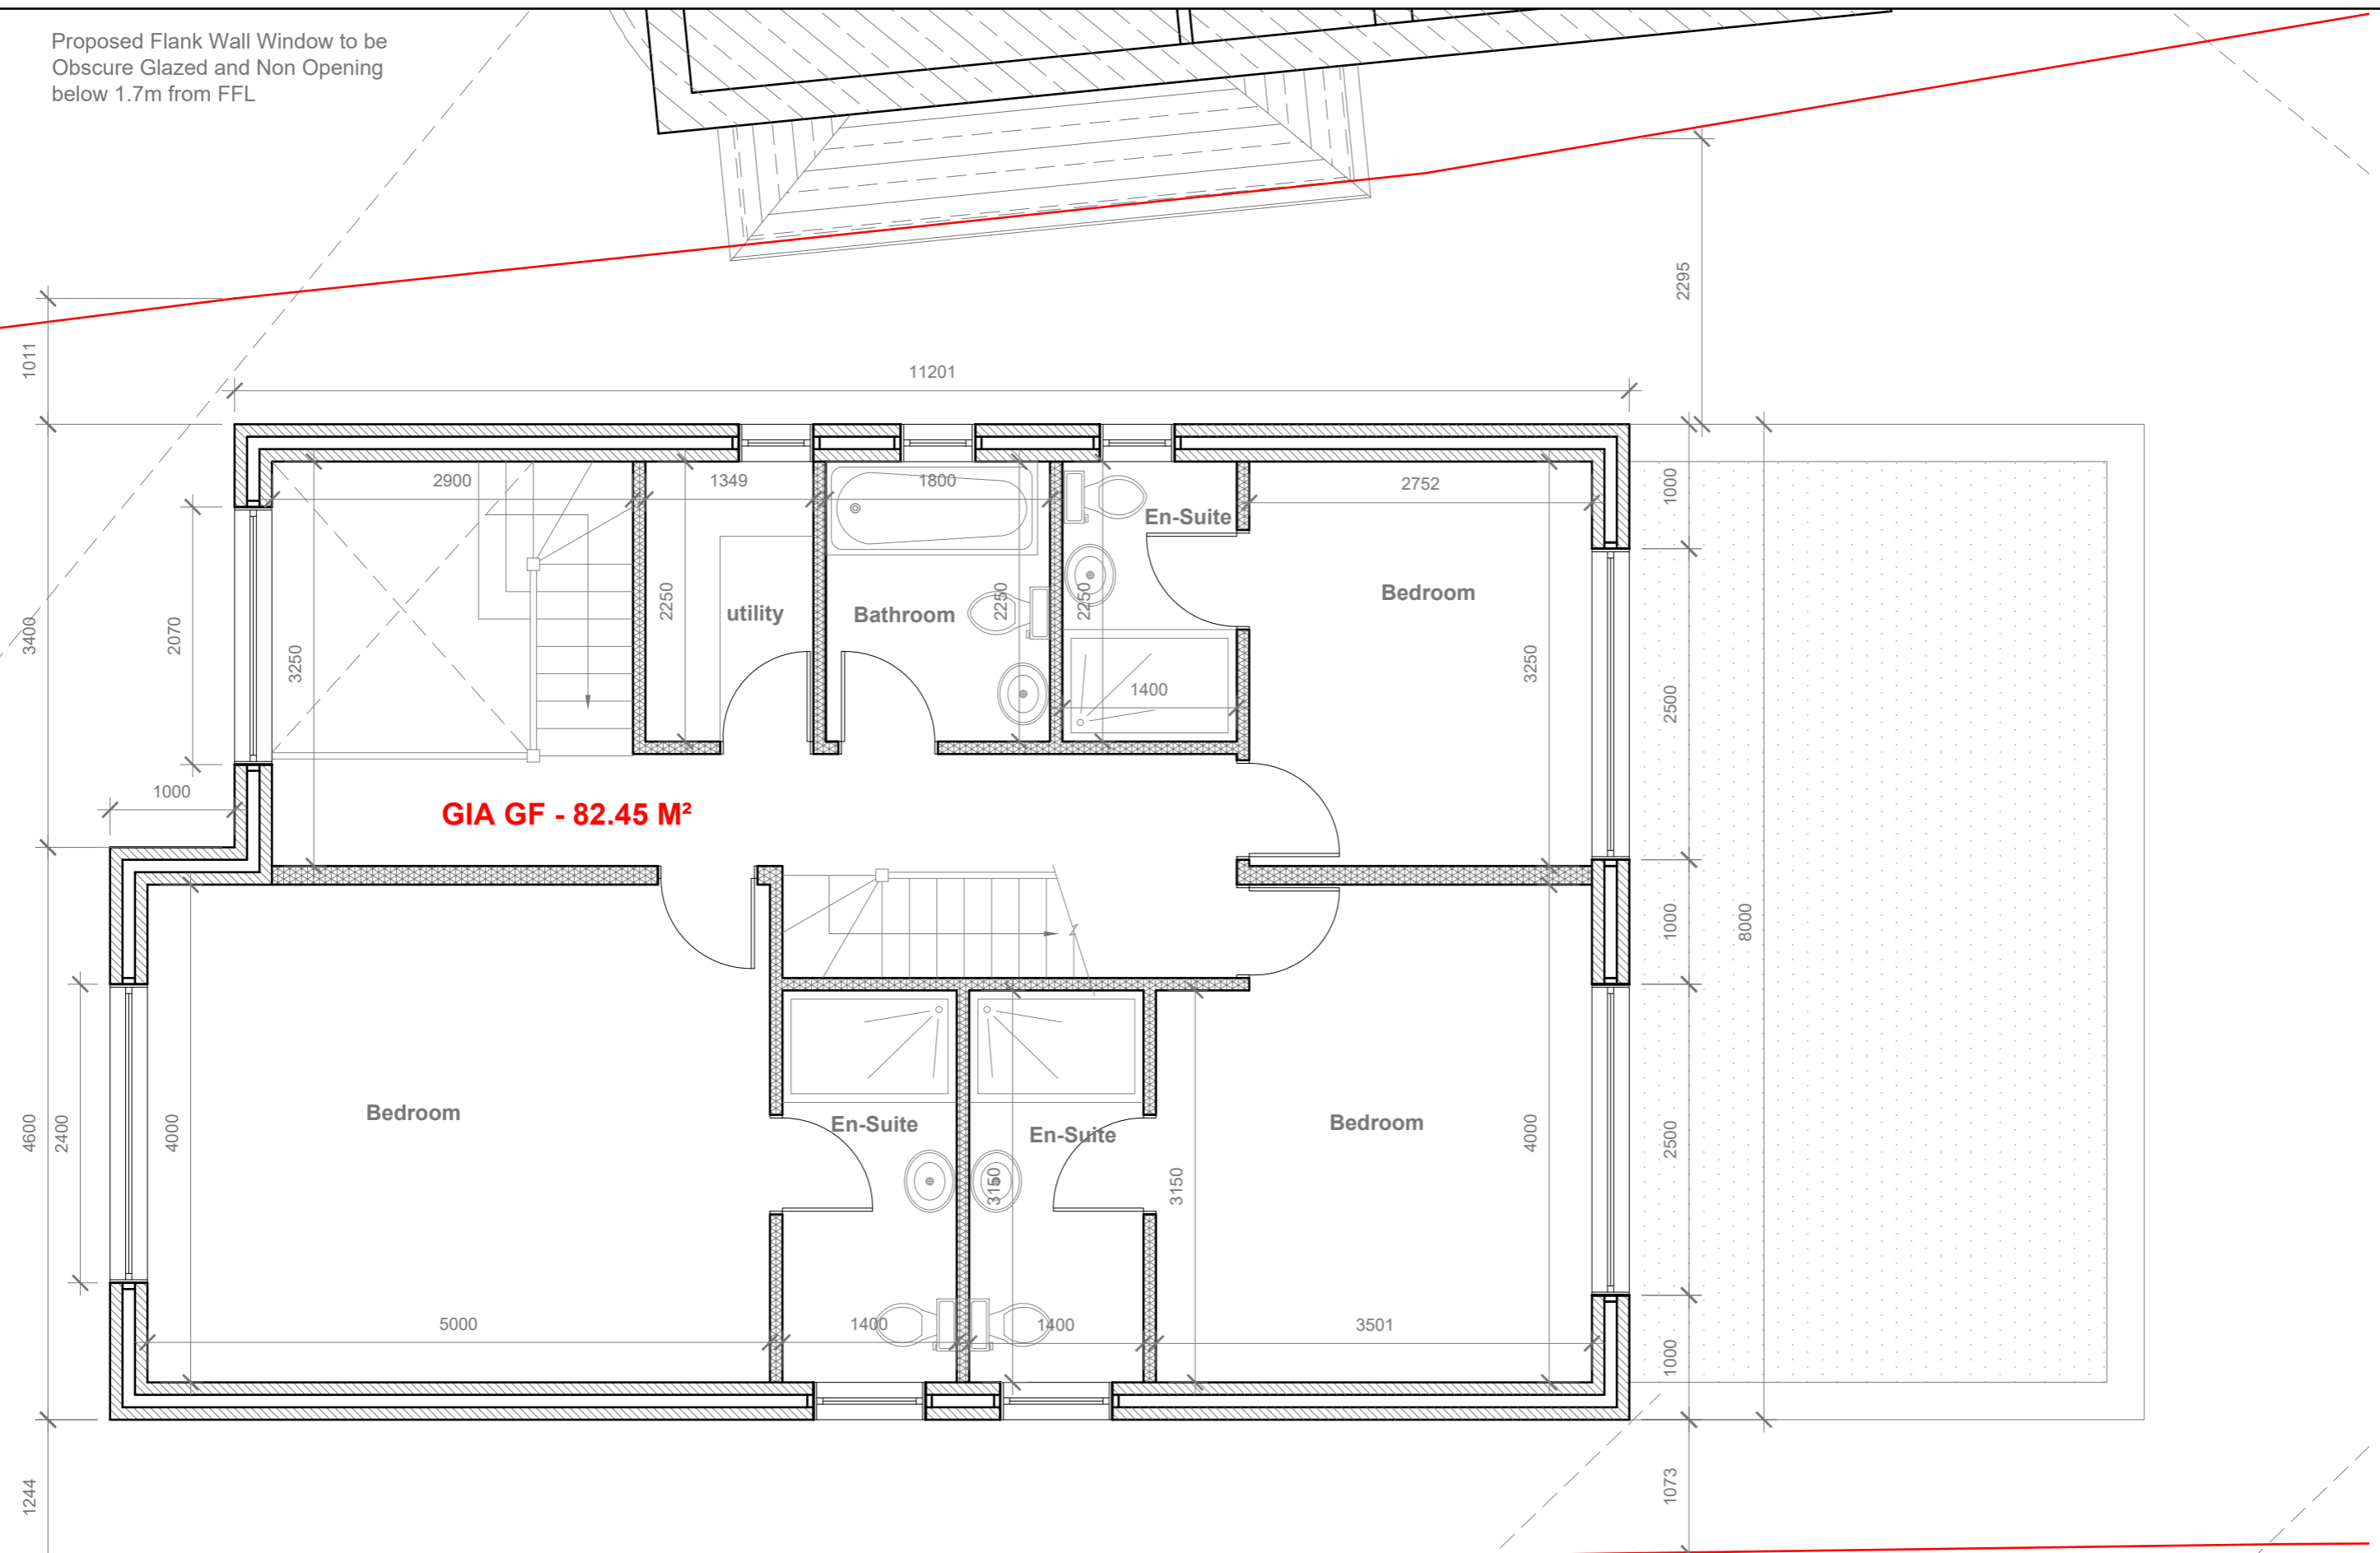 Proposed Flank Wall Window to be
Obscure Glazed and Non Opening
below 1.7m from FFL
2295
1011
11201
2900
1349
1800
2752
1000
En-Suite
2250
2250
2250
utility
Bathroom
Bedroom
3400
2070
3250
3250
1400
2500
1000
GIA GF - 82.45 M²
1000
8000
Bedroom
En-Suite
En-Suite
Bedroom
4600
2400
4000
3150
3150
4000
2500
5000
1400
1400
3501
1000
1244
1073